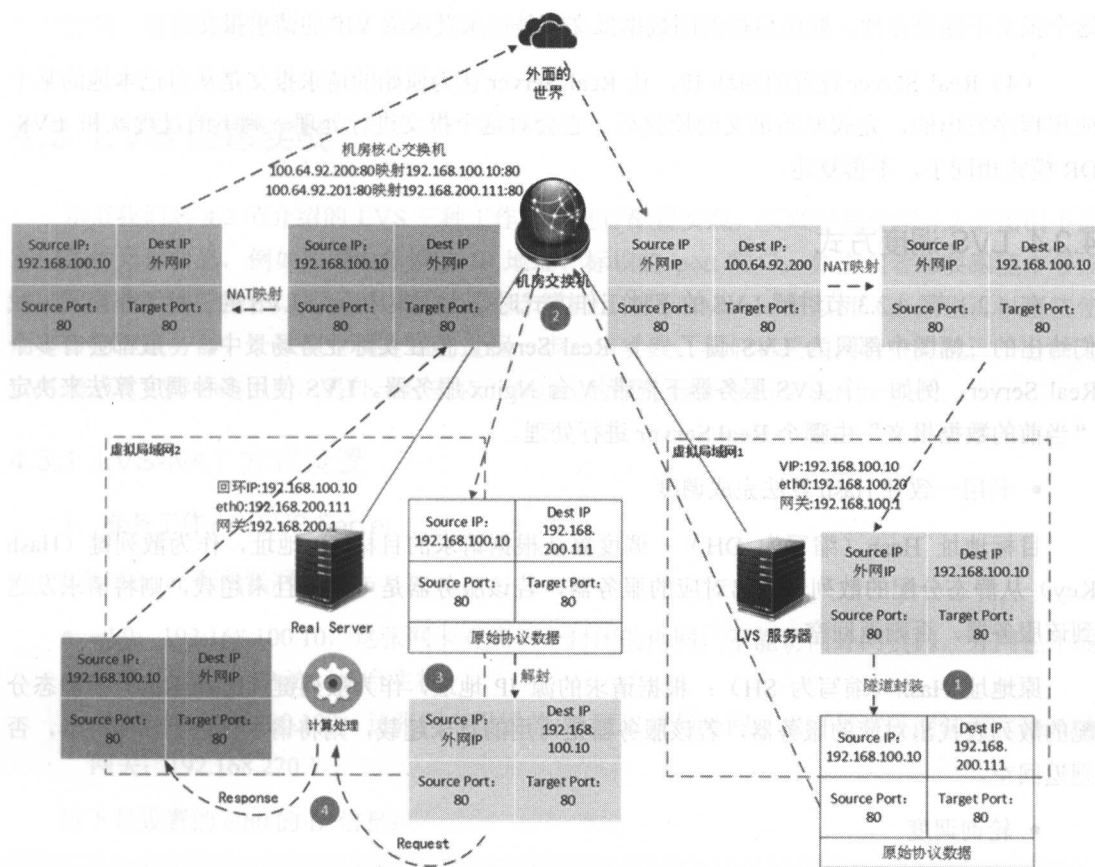 外面的
世界
机房核心交换机
100.64.92.200:80映射192.168.100.10:80
100.64.92.201:80映射192.168.200.111:80
机房交换机
Source IP:
192.168.100.10
Dest IP
外网IP
Source Port:
80
Target Port:
80
NAT映射
Source IP:
192.168.100.10
Dest IP
外网IP
Source Port:
80
Target Port:
80
2
Source IP:
外网IP
Dest IP
100.64.92.200
Source Port:
80
Target Port:
80
NAT映射
Source IP:
外网IP
Dest IP
192.168.100.10
Source Port:
80
Target Port:
80
虚拟局域网2
回环IP:192.168.100.10
eth0:192.168.200.111
网关:192.168.200.1
Real Server
Source IP:
192.168.100.10
Dest IP
192.168.
200.111
Source Port:
80
Target Port:
80
原始协议数据
3
解封
Source IP:
外网IP
Dest IP
192.168.
100.10
Source Port:
80
Target Port:
80
Source IP:
192.168.100.10
Dest IP
外网IP
Source Port:
80
Target Port:
80
计算处理
Response
4
Request
虚拟局域网1
VIP:192.168.100.10
eth0:192.168.100.26
网关:192.168.100.1
LVS 服务器
Source IP:
外网IP
Dest IP
192.168.100.10
Source Port:
80
Target Port:
80
隧道封装
1
Source IP:
192.168.100.10
Dest IP
192.168.
200.111
Source Port:
80
Target Port:
80
原始协议数据